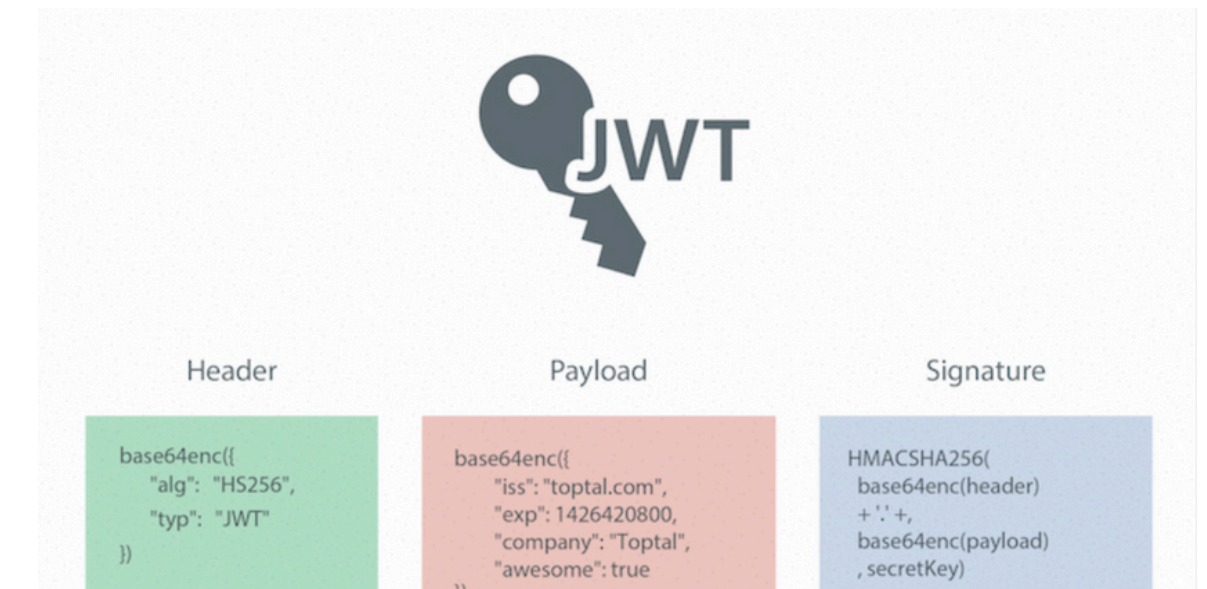 JWT
Header
base64enc({
"alg": "HS256",
"typ": "JWT"
})
Payload
base64enc({
"iss": "toptal.com",
"exp": 1426420800,
"company": "Toptal",
"awesome": true
})
Signature
HMACSHA256(
base64enc(header)
+ '.' +,
base64enc(payload)
, secretKey)